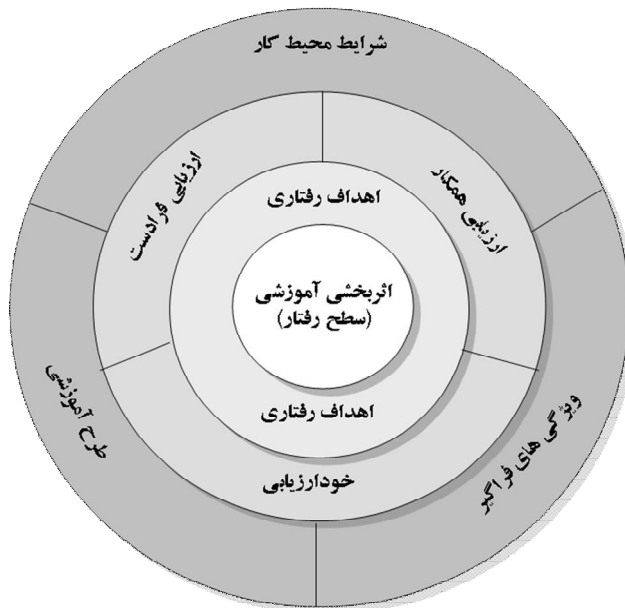 شرایط محیط کار
ارزیابی همکار
ارزیابی فرادست
اهداف رفتاری
اثربخشی آموزشی
(سطح رفتار)
اهداف رفتاری
خودارزیابی
ویژگی های فراگیر
طرح آموزشی